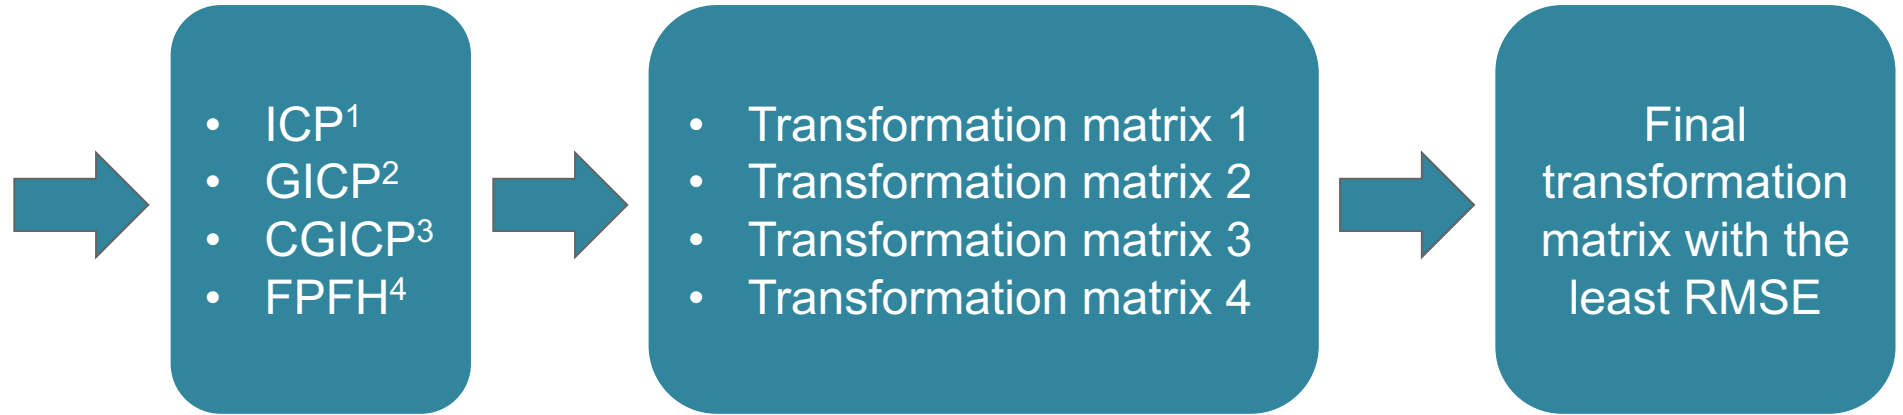 • ICP¹
• GICP²
• CGICP³
• FPFH⁴
• Transformation matrix 1
• Transformation matrix 2
• Transformation matrix 3
• Transformation matrix 4
Final
transformation
matrix with the
least RMSE